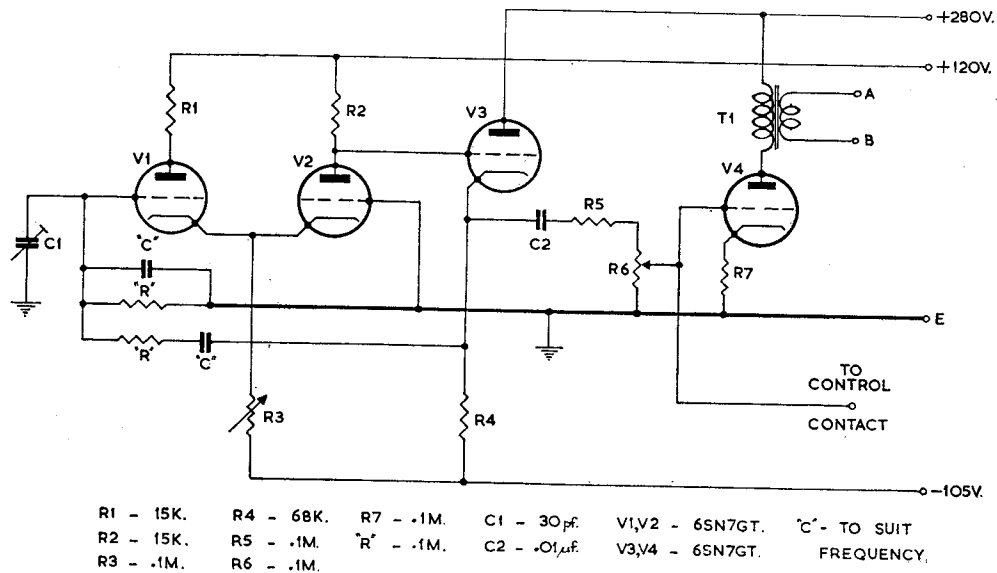 +280V.
+120V.
R1
R2
V3
T1
A
B
V1
V2
V4
R5
C2
C1
"C"
"R"
R6
R7
E
"R"
"C"
TO
CONTROL
CONTACT
R3
R4
-105V.
R1 - 15K. R4 - 68K. R7 - .1M. C1 - 30pf. V1,V2 - 6SN7GT. "C" - TO SUIT
R2 - 15K. R5 - .1M. "R" - .1M. C2 - .01µf. V3,V4 - 6SN7GT. FREQUENCY.
R3 - .1M. R6 - .1M.